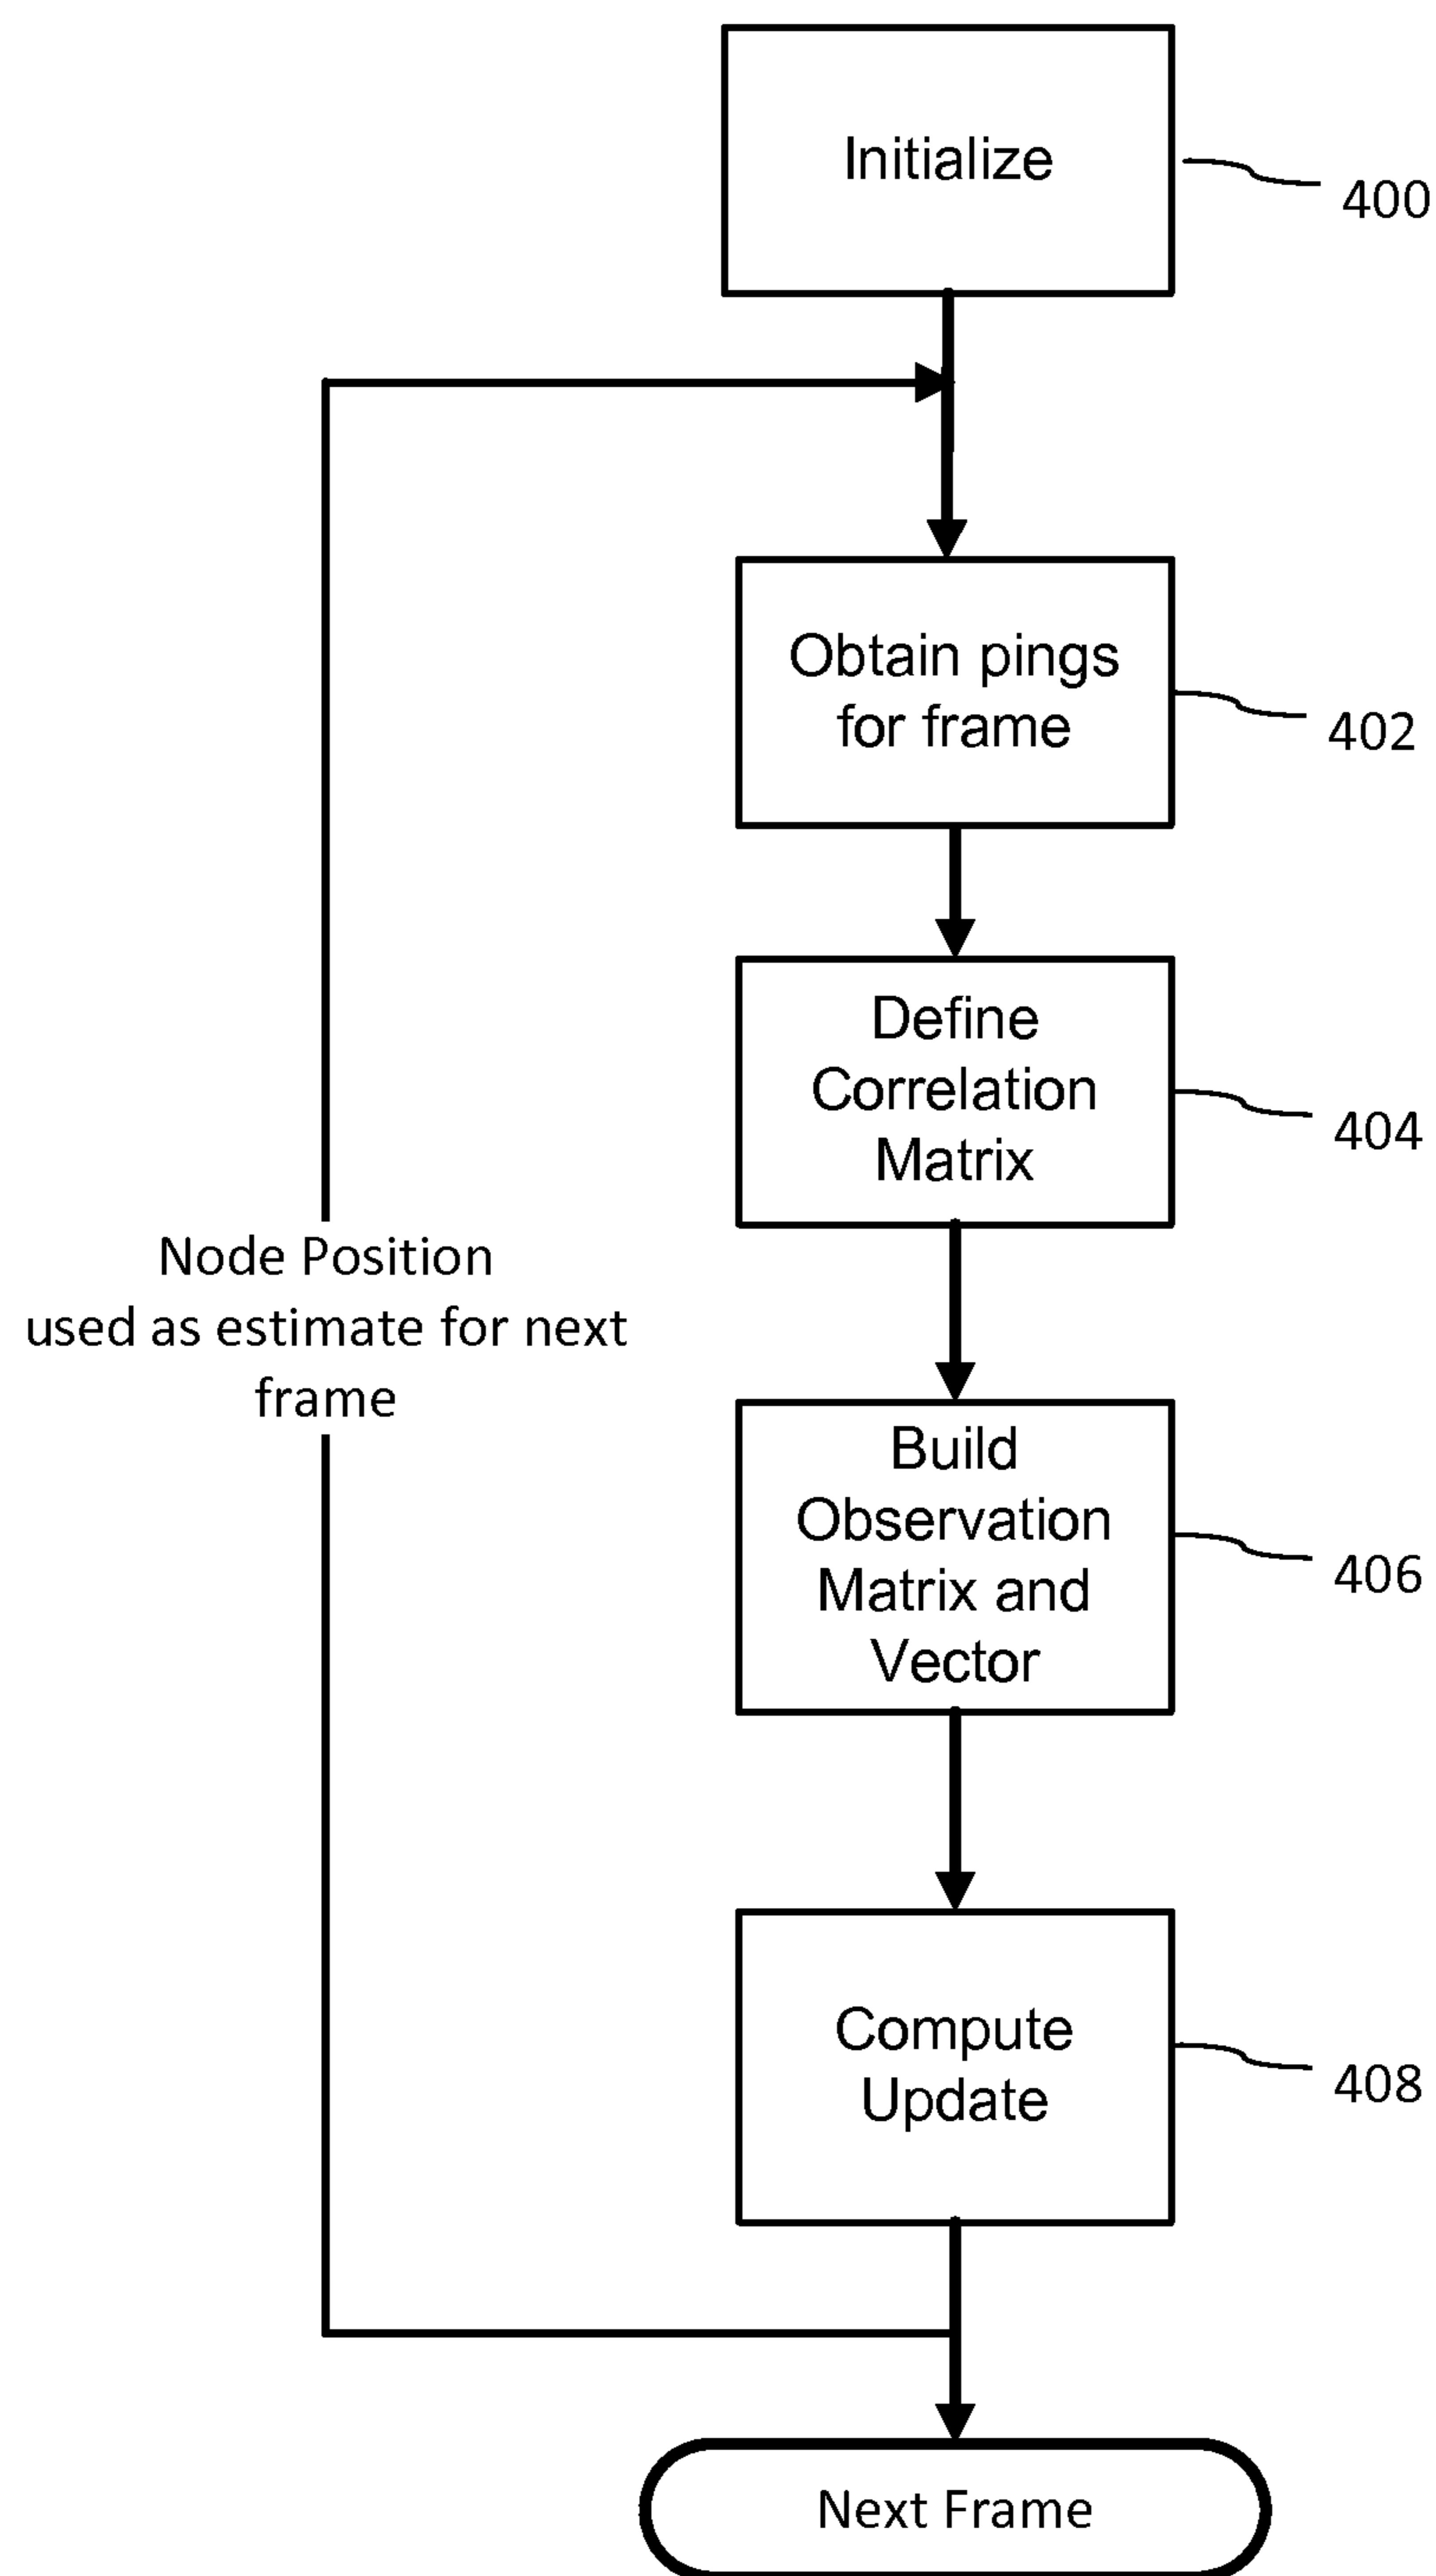 Initialize
400
Obtain pings
for frame
402
Define
Correlation
Matrix
404
Node Position
used as estimate for next
frame
Build
Observation
Matrix and
Vector
406
Compute
Update
408
Next Frame